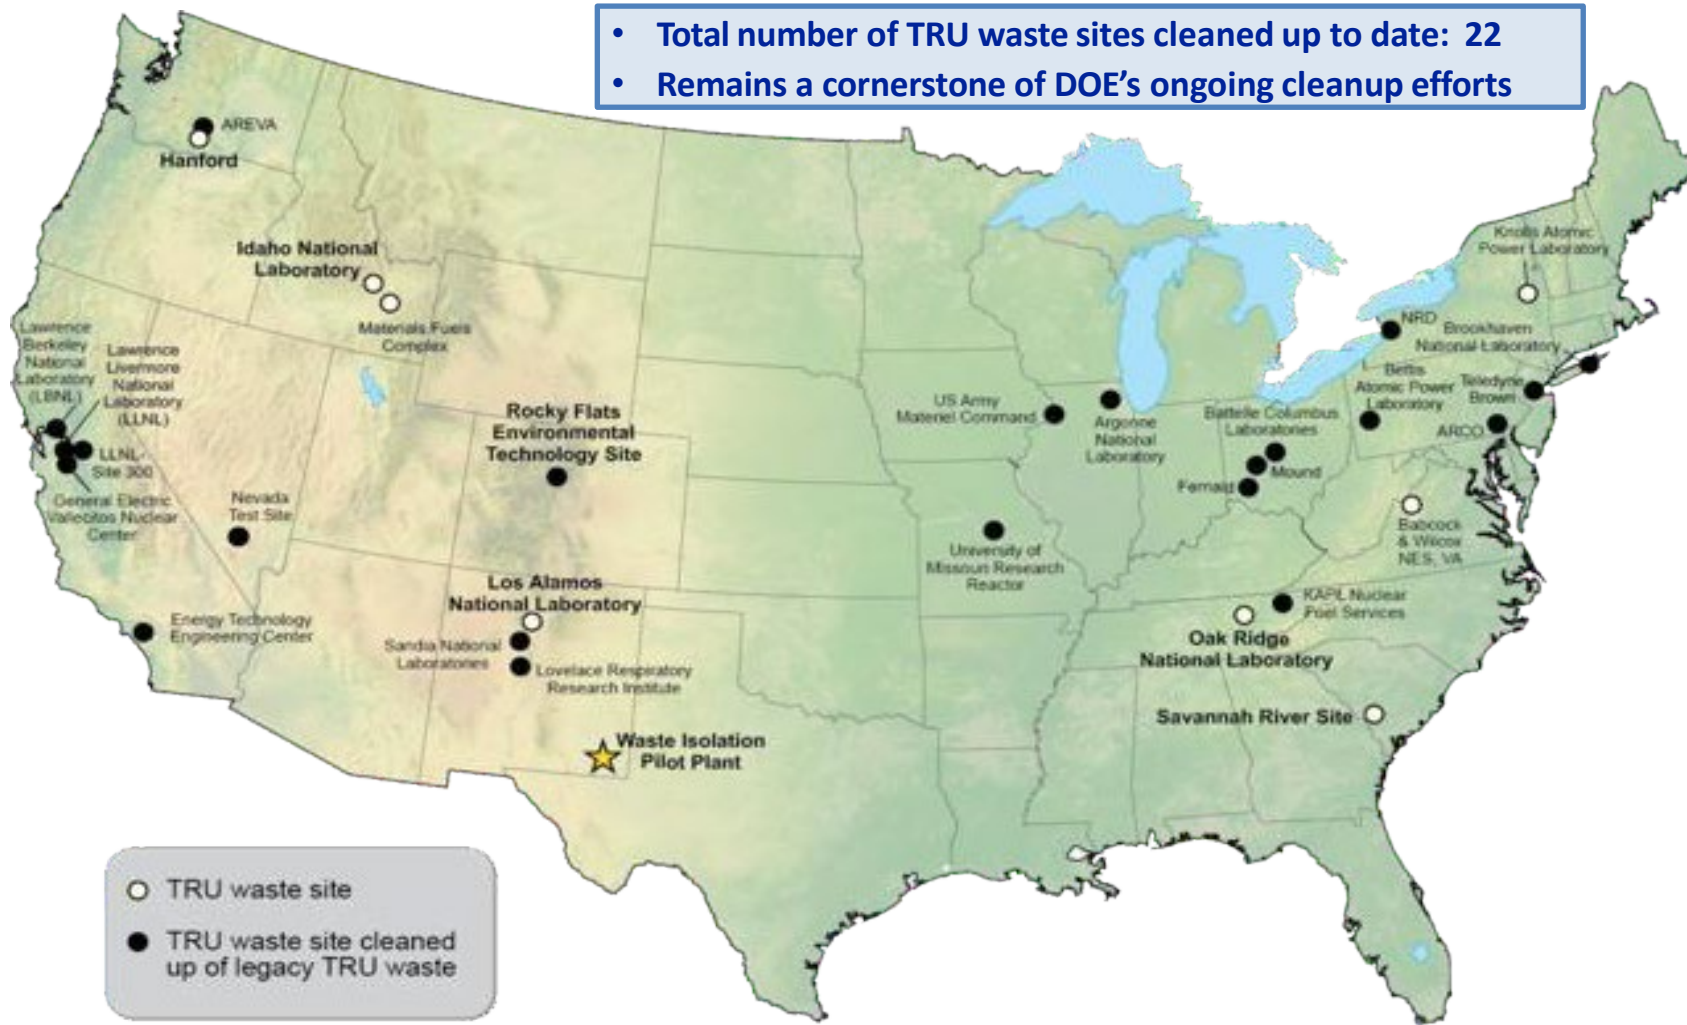 • Total number of TRU waste sites cleaned up to date: 22
• Remains a cornerstone of DOE's ongoing cleanup efforts
AREVA
Hanford
Idaho National
Laboratory
Materials Fuels
Complex
Lawrence
Berkeley
National
Laboratory
(LBNL)
Lawrence
Livermore
National
Laboratory
(LLNL)
LLNL-
Site 300
General Electric
Vallecitos Nuclear
Center
Nevada
Test Site
Energy Technology
Engineering Center
Rocky Flats
Environmental
Technology Site
Los Alamos
National Laboratory
Sandia National
Laboratories
Lovelace Respiratory
Research Institute
Waste Isolation
Pilot Plant
US Army
Materiel Command
Argonne
National
Laboratory
University of
Missouri Research
Reactor
Battelle Columbus
Laboratories
Mound
Fernald
Knolls Atomic
Power Laboratory
NRD
Brookhaven
National Laboratory
Bettis
Atomic Power
Laboratory
Teledyne
Brown
ARCO
Babcock
& Wilcox
NES, VA
KAPL Nuclear
Fuel Services
Oak Ridge
National Laboratory
Savannah River Site
TRU waste site
TRU waste site cleaned
up of legacy TRU waste